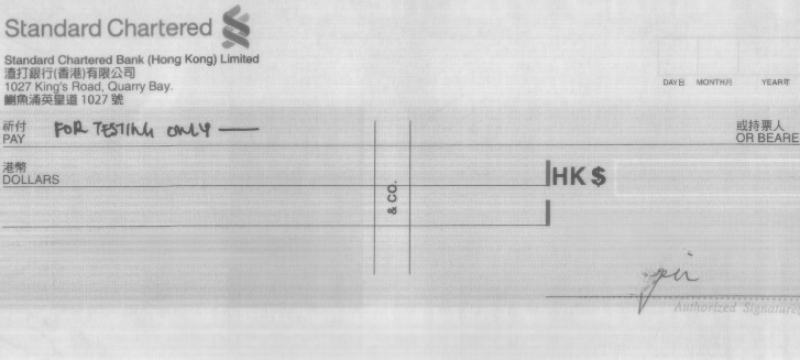 Standard Chartered
Standard Chartered Bank (Hong Kong) Limited
渣打銀行(香港)有限公司
1027 King's Road, Quarry Bay.
鰂魚涌英皇道 1027 號
DAY日 MONTH月 YEAR年
祈付
PAY FOR TESTING ONLY
或持票人
OR BEARE
港幣
DOLLARS
HK $
& CO.
Authorized Signature